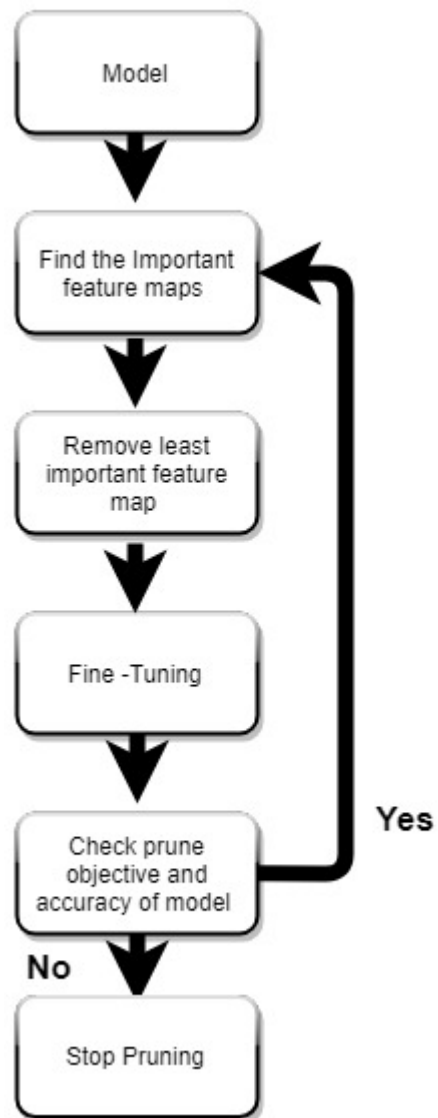 Model
Find the Important
feature maps
Remove least
important feature
map
Fine -Tuning
Check prune
objective and
accuracy of model
Yes
No
Stop Pruning